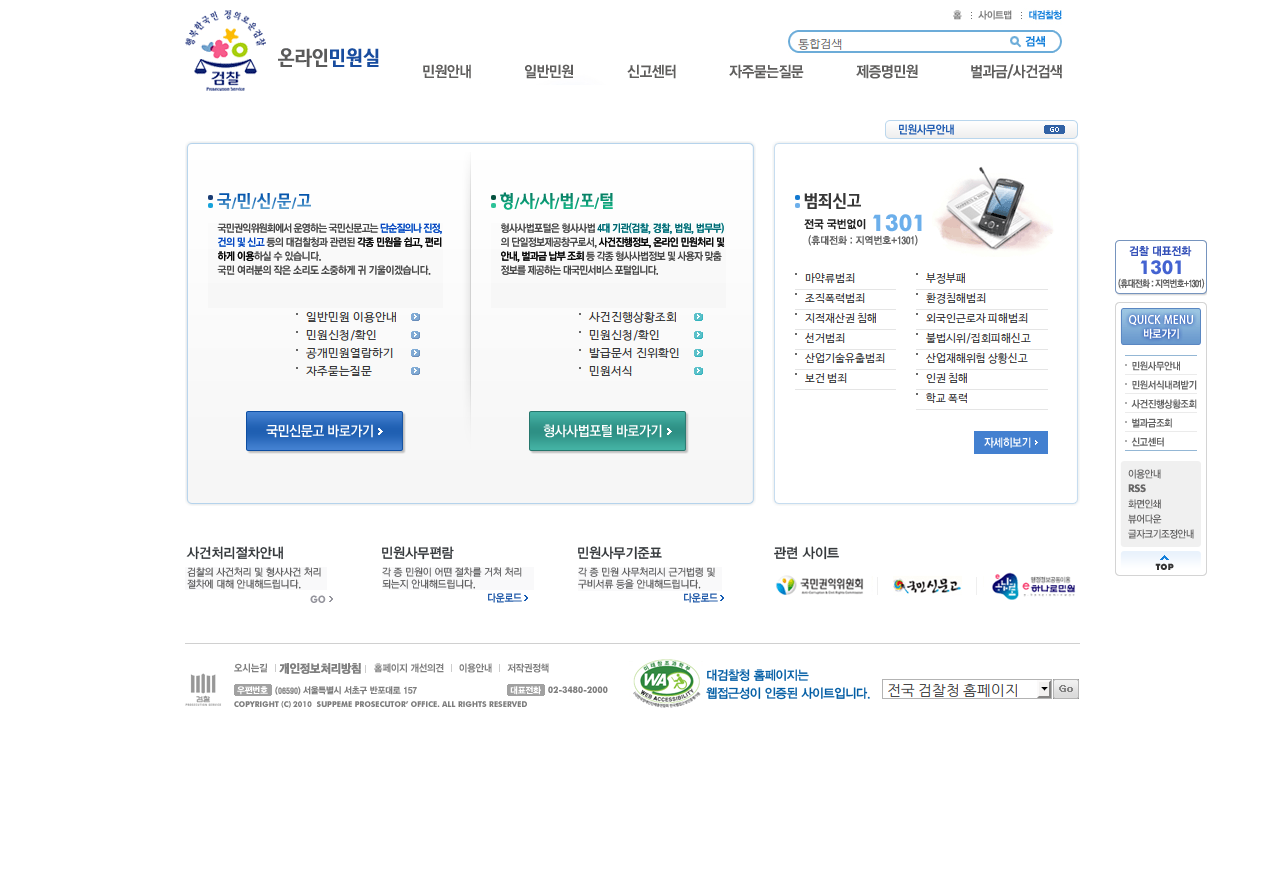 행복한국민 정의로운검찰
검찰
Prosecution Service
온라인민원실
홈 사이트맵 대검찰청
통합검색 검색
민원안내 일반민원 신고센터 자주묻는질문 제증명민원 벌과금/사건검색
민원사무안내 GO
국/민/신/문/고
국민권익위원회에서 운영하는 국민신문고는 단순질의나 진정,
건의 및 신고 등의 대검찰청과 관련된 각종 민원을 쉽고, 편리
하게 이용하실 수 있습니다.
국민 여러분의 작은 소리도 소중하게 귀 기울이겠습니다.
일반민원 이용안내
민원신청/확인
공개민원열람하기
자주묻는질문
국민신문고 바로가기
형/사/사/법/포/털
형사사법포털은 형사사법 4대 기관(검찰, 경찰, 법원, 법무부)
의 단일정보제공창구로서, 사건진행정보, 온라인 민원처리 및
안내, 벌과금 납부 조회 등 각종 형사사법정보 및 사용자 맞춤
정보를 제공하는 대국민서비스 포털입니다.
사건진행상황조회
민원신청/확인
발급문서 진위확인
민원서식
형사사법포털 바로가기
범죄신고
전국 국번없이 1301
(휴대전화 : 지역번호+1301)
마약류범죄
조직폭력범죄
지적재산권 침해
선거범죄
산업기술유출범죄
보건 범죄
부정부패
환경침해범죄
외국인근로자 피해범죄
불법시위/집회피해신고
산업재해위험 상황신고
인권 침해
학교 폭력
자세히보기
검찰 대표전화
1301
(휴대전화 : 지역번호+1301)
QUICK MENU
바로가기
민원사무안내
민원서식내려받기
사건진행상황조회
벌과금조회
신고센터
이용안내
RSS
화면인쇄
뷰어다운
글자크기조정안내
TOP
사건처리절차안내
검찰의 사건처리 및 형사사건 처리
절차에 대해 안내해드립니다.
GO
민원사무편람
각 종 민원이 어떤 절차를 거쳐 처리
되는지 안내해드립니다.
다운로드
민원사무기준표
각 종 민원 사무처리시 근거법령 및
구비서류 등을 안내해드립니다.
다운로드
관련 사이트
국민권익위원회
국민신문고
행정정보공동이용
e하나로민원
검찰
PROSECUTION SERVICE
오시는길 개인정보처리방침 홈페이지 개선의견 이용안내 저작권정책
우편번호 (06590) 서울특별시 서초구 반포대로 157 대표전화 02-3480-2000
COPYRIGHT (C) 2010 SUPPEME PROSECUTOR' OFFICE. ALL RIGHTS RESERVED
미래창조과학부
WA
WEB ACCESSIBILITY
대검찰청 홈페이지는
웹접근성이 인증된 사이트입니다.
전국 검찰청 홈페이지 Go